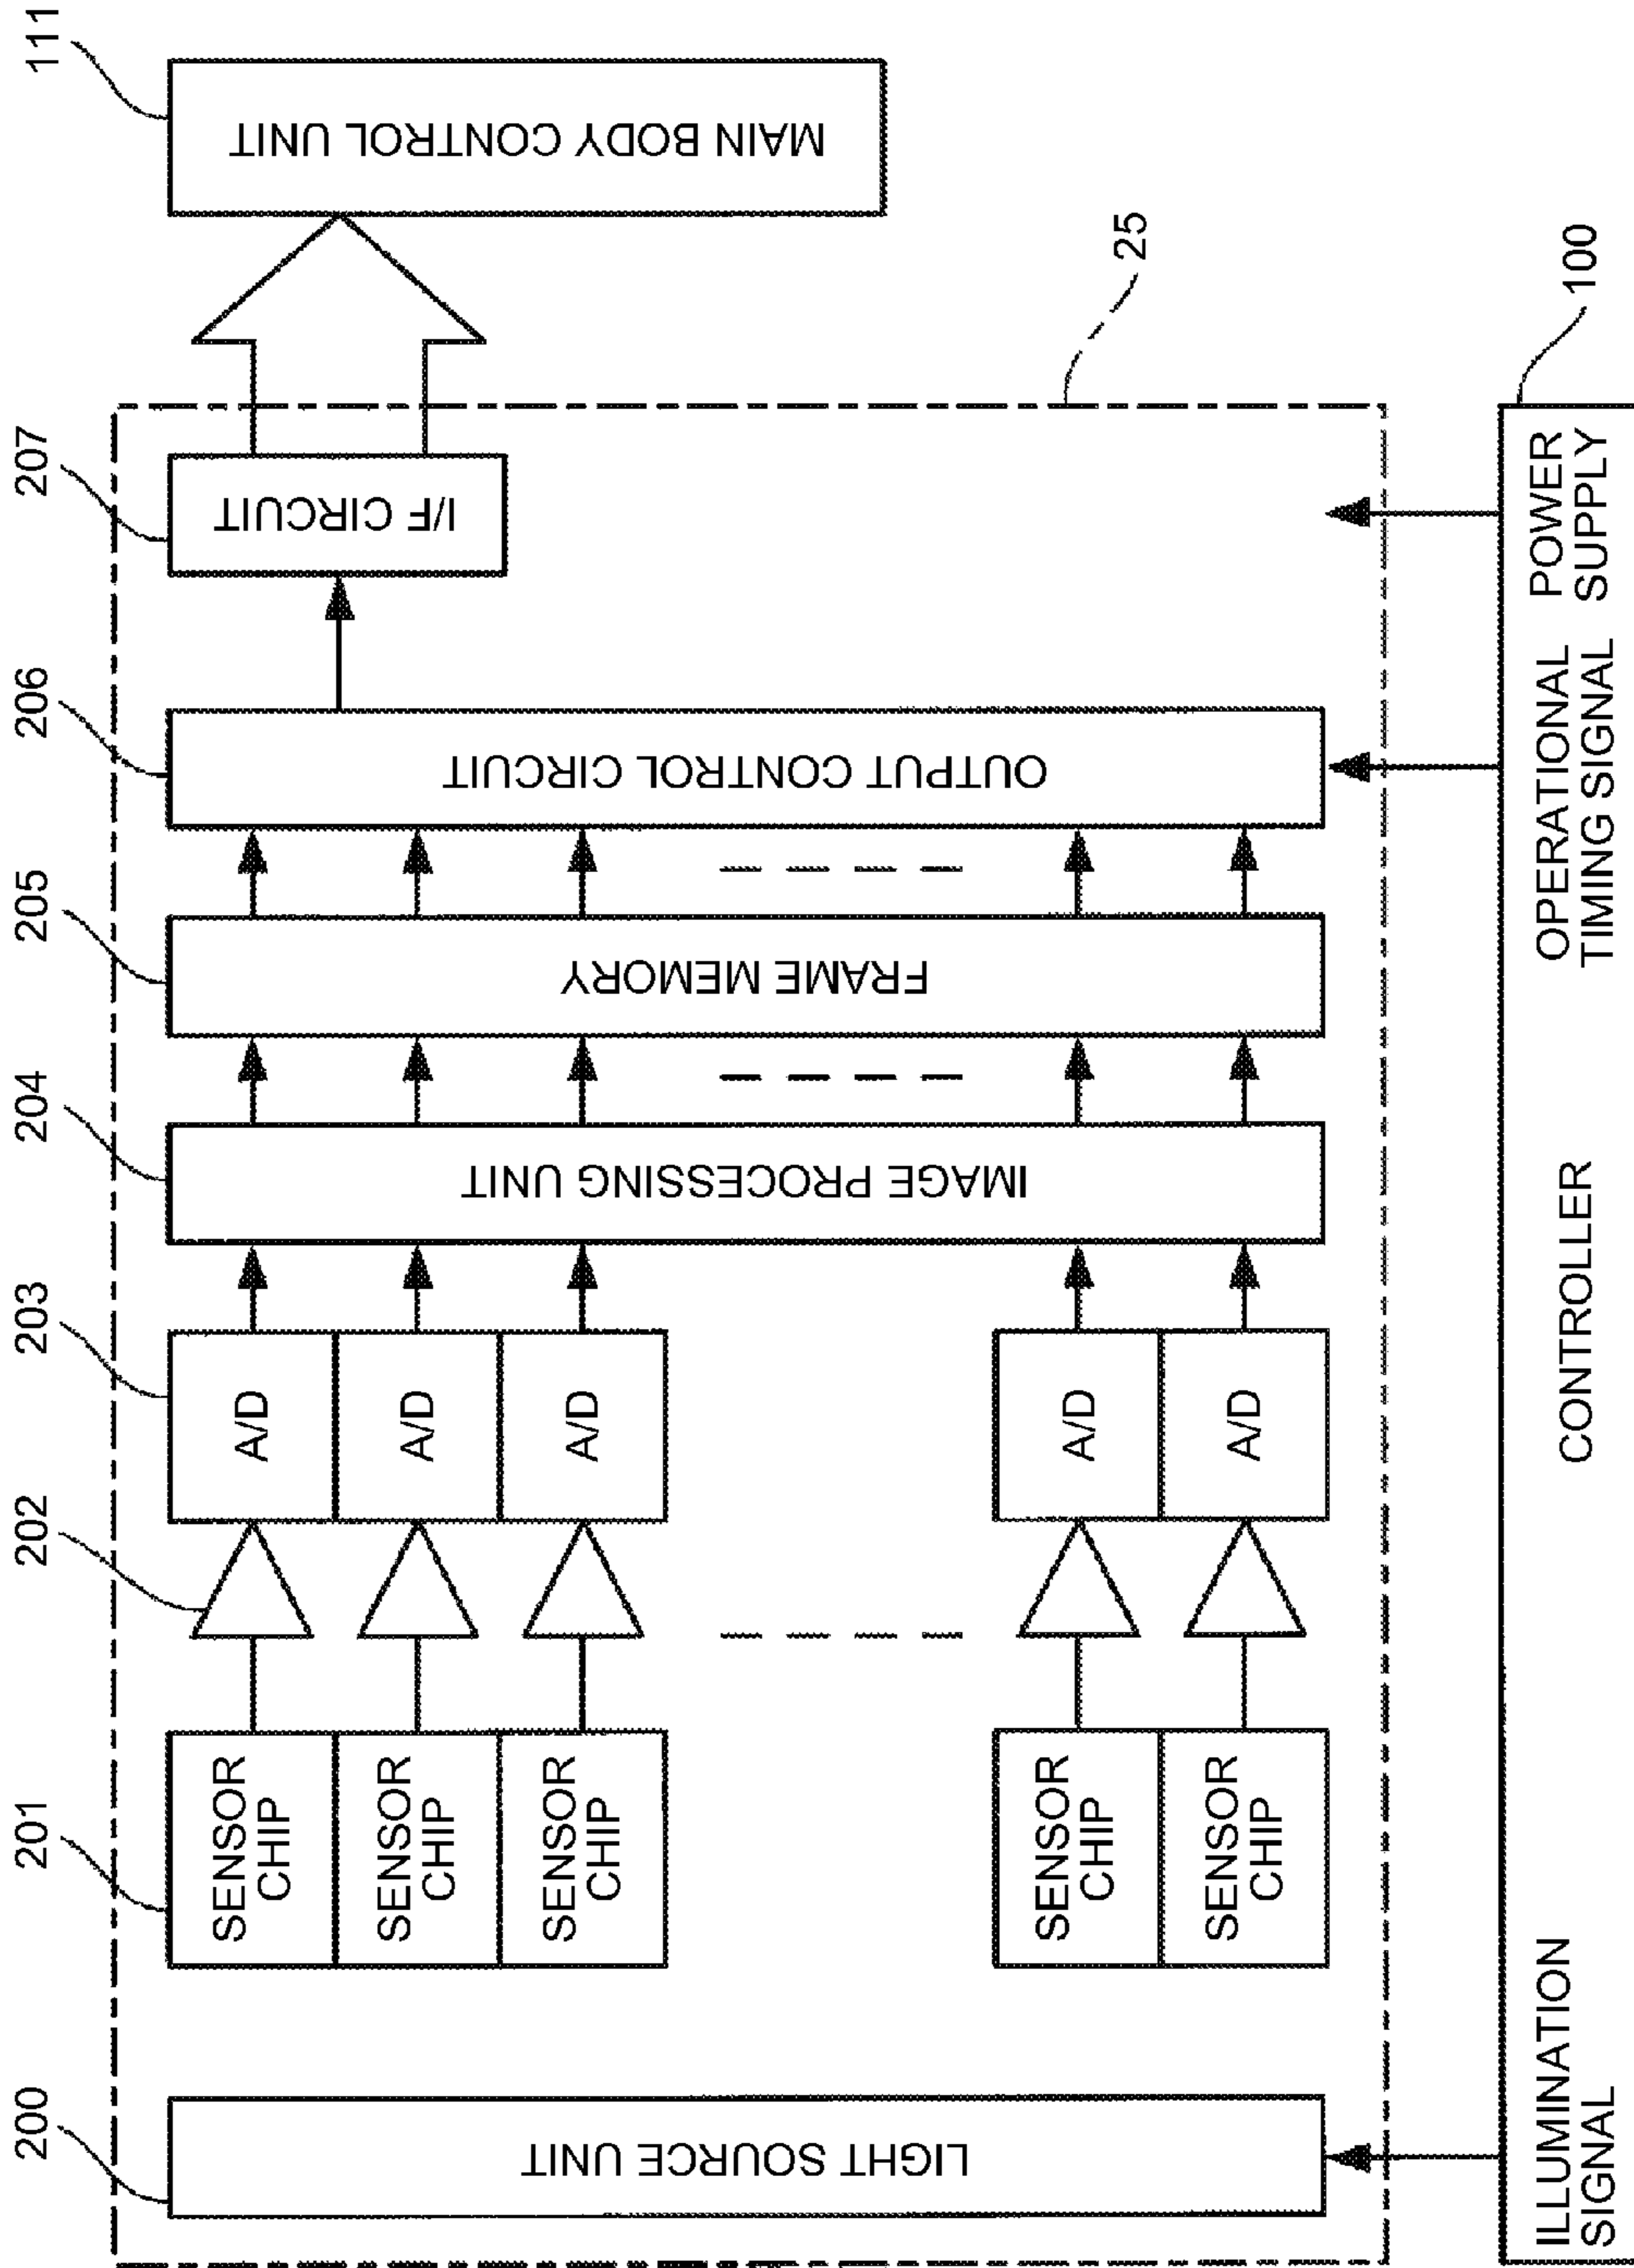 200
201
202
203
204
205
206
207
111
LIGHT SOURCE UNIT
SENSOR
CHIP
SENSOR
CHIP
SENSOR
CHIP
SENSOR
CHIP
SENSOR
CHIP
A/D
A/D
A/D
A/D
A/D
IMAGE PROCESSING UNIT
FRAME MEMORY
OUTPUT CONTROL CIRCUIT
I/F CIRCUIT
MAIN BODY CONTROL UNIT
25
100
ILLUMINATION
SIGNAL
CONTROLLER
OPERATIONAL
TIMING SIGNAL
POWER
SUPPLY